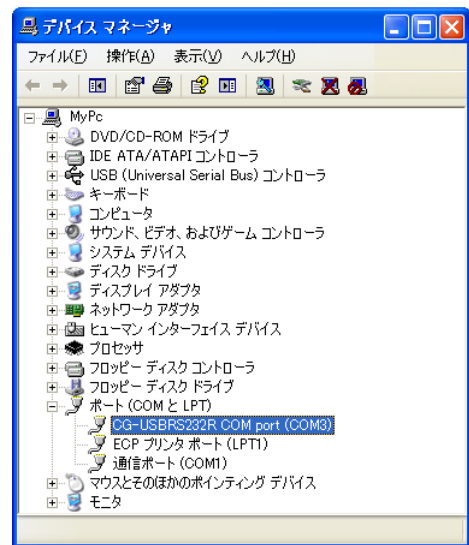 デバイス マネージャ
ファイル(F) 操作(A) 表示(V) ヘルプ(H)
MyPc
DVD/CD-ROM ドライブ
IDE ATA/ATAPI コントローラ
USB (Universal Serial Bus) コントローラ
キーボード
コンピュータ
サウンド、ビデオ、およびゲーム コントローラ
システム デバイス
ディスク ドライブ
ディスプレイ アダプタ
ネットワーク アダプタ
ヒューマン インターフェイス デバイス
プロセッサ
フロッピー ディスク コントローラ
フロッピー ディスク ドライブ
ポート (COM と LPT)
CG-USBRS232R COM port (COM3)
ECP プリンタ ポート (LPT1)
通信ポート (COM1)
マウスとそのほかのポインティング デバイス
モニタ